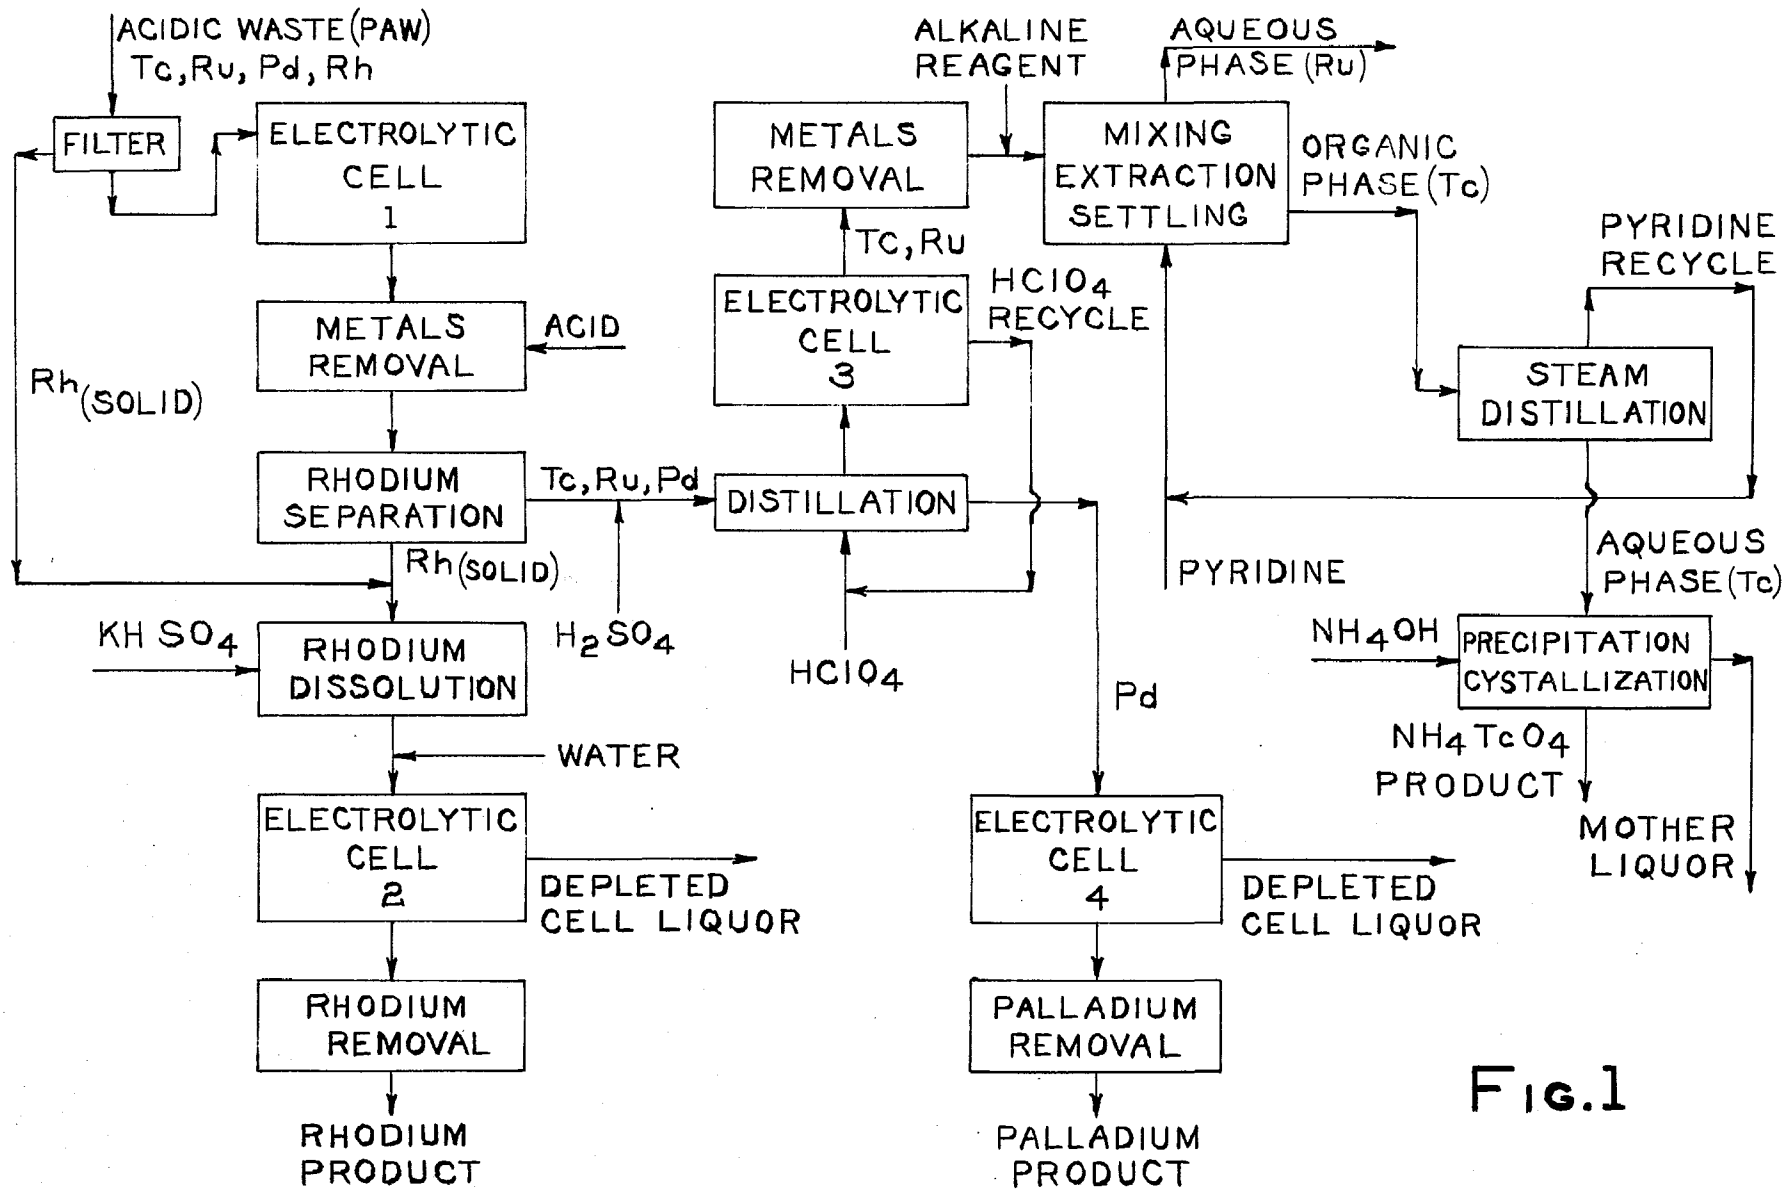 ACIDIC WASTE(PAW)
Tc, Ru, Pd, Rh
FILTER
ELECTROLYTIC
CELL
1
METALS
REMOVAL
ACID
Rh(SOLID)
RHODIUM
SEPARATION
Tc, Ru, Pd
Rh(SOLID)
KHSO4
RHODIUM
DISSOLUTION
H2SO4
WATER
ELECTROLYTIC
CELL
2
DEPLETED
CELL LIQUOR
RHODIUM
REMOVAL
RHODIUM
PRODUCT
ALKALINE
REAGENT
METALS
REMOVAL
TC, Ru
ELECTROLYTIC
CELL
3
HClO4
RECYCLE
DISTILLATION
HClO4
Pd
ELECTROLYTIC
CELL
4
DEPLETED
CELL LIQUOR
PALLADIUM
REMOVAL
PALLADIUM
PRODUCT
AQUEOUS
PHASE (Ru)
MIXING
EXTRACTION
SETTLING
ORGANIC
PHASE(Tc)
PYRIDINE
RECYCLE
STEAM
DISTILLATION
PYRIDINE
AQUEOUS
PHASE(Tc)
NH4OH
PRECIPITATION
CYSTALLIZATION
NH4TcO4
PRODUCT
MOTHER
LIQUOR
FIG.1